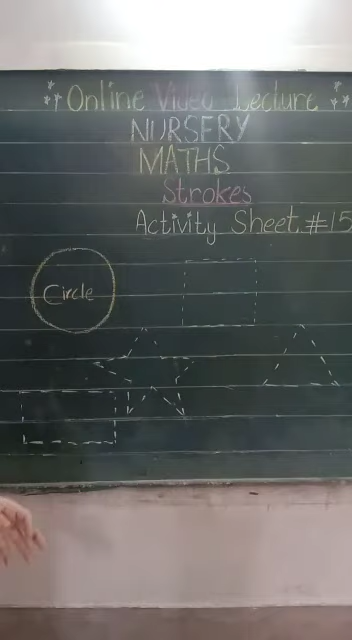 Online Video Lecture
NURSERY
MATHS
Strokes
Activity Sheet #15
Circle